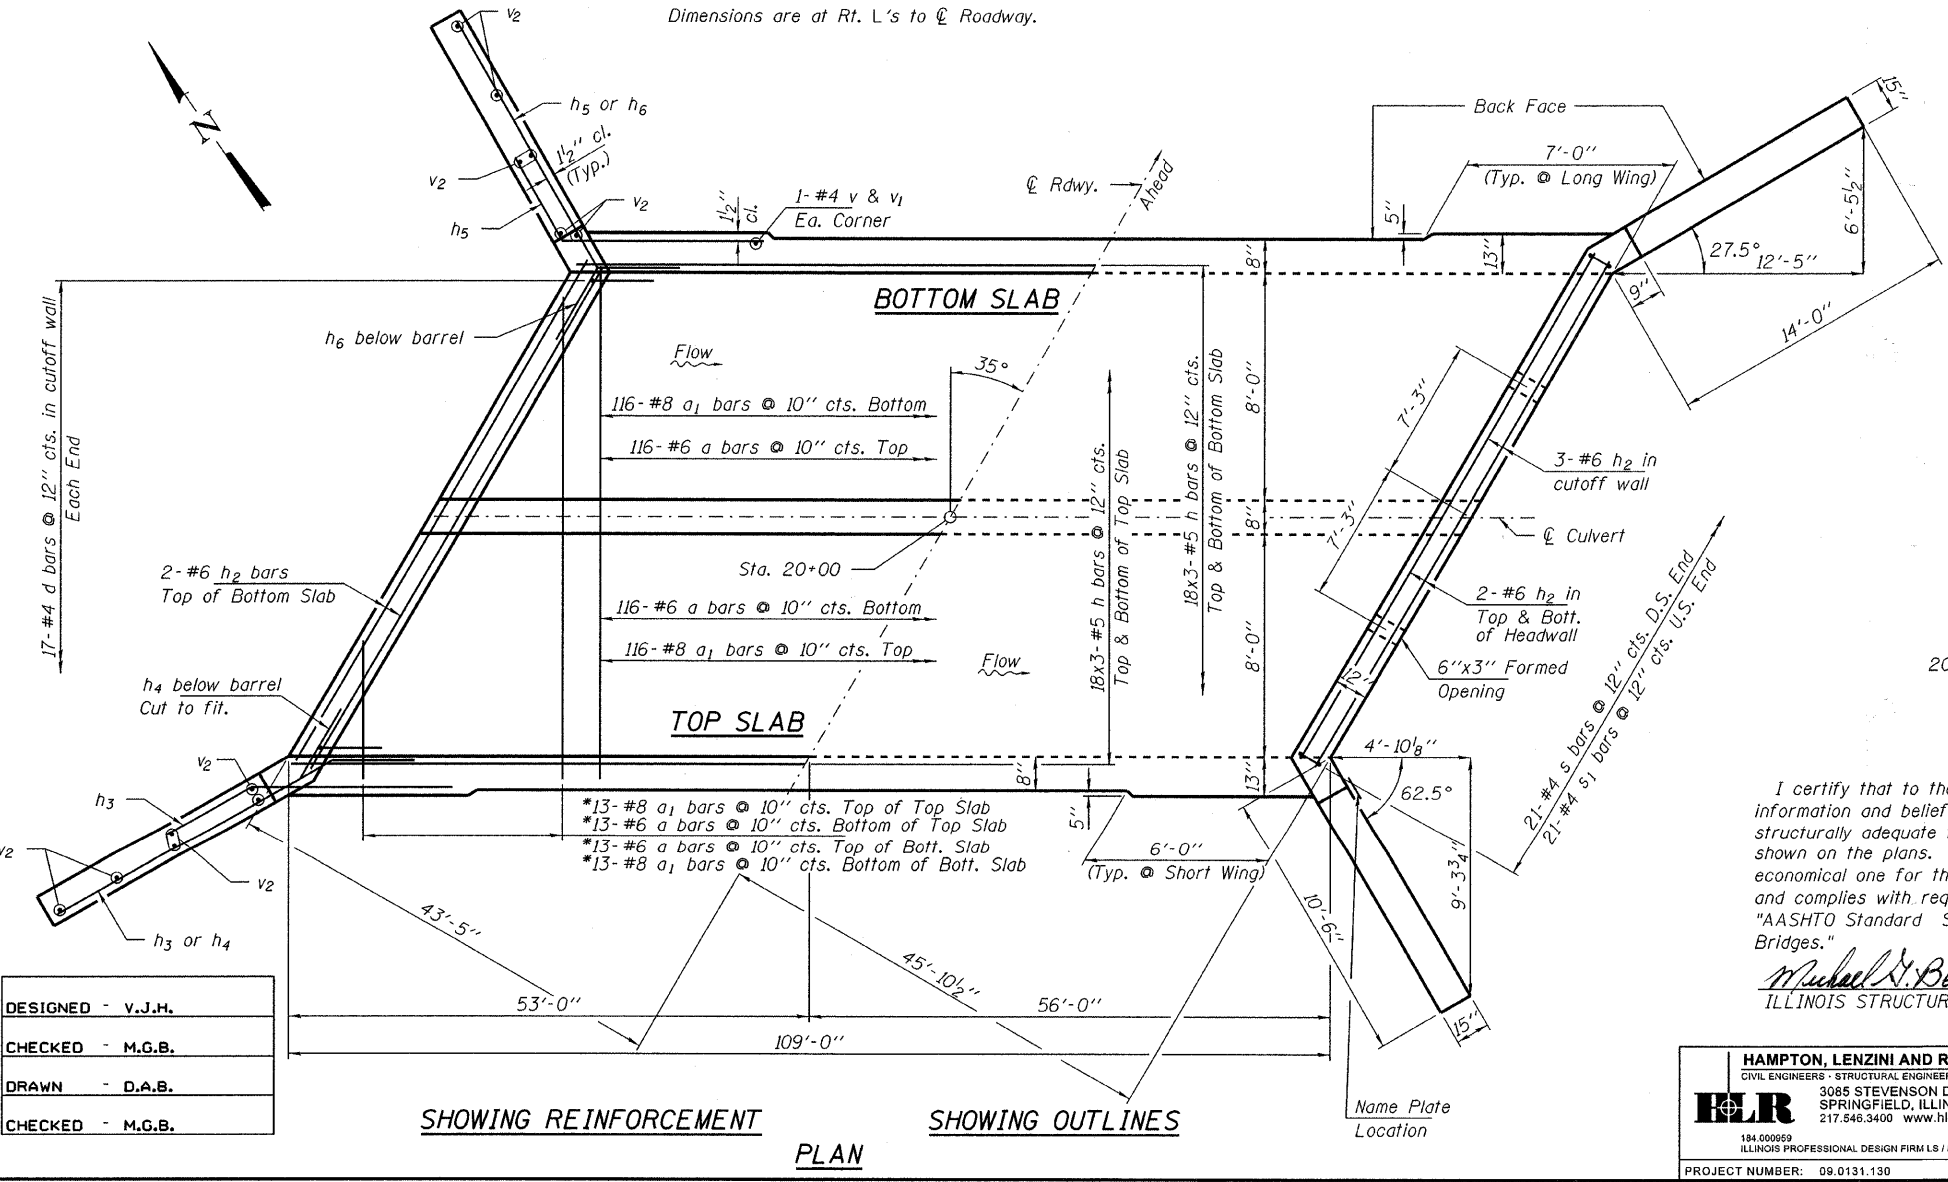 Dimensions are at Rt. L's to ℄ Roadway.
v2
h5 or h6
1½" cl.
(Typ.)
v2
h5
v2
N
1½"
cl.
1-#4 v & v1
Ea. Corner
℄ Rdwy.
Ahead
Back Face
7'-0"
(Typ. @ Long Wing)
15"
6'-5½"
5"
13"
27.5°
12'-5"
9"
14'-0"
8"
BOTTOM SLAB
h6 below barrel
Flow
35°
116-#8 a1 bars @ 10" cts. Bottom
116-#6 a bars @ 10" cts. Top
17-#4 d bars @ 12" cts. in cutoff wall
Each End
18x3-#5 h bars @ 12" cts.
Top & Bottom of Top Slab
18x3-#5 h bars @ 12" cts.
Top & Bottom of Bottom Slab
8'-0"
8"
8'-0"
7'-3"
7'-3"
3-#6 h2 in
cutoff wall
℄ Culvert
2-#6 h2 bars
Top of Bottom Slab
Sta. 20+00
116-#6 a bars @ 10" cts. Bottom
116-#8 a1 bars @ 10" cts. Top
2-#6 h2 in
Top & Bott.
of Headwall
6"x3" Formed
Opening
12"
Flow
21-#4 s bars @ 12" cts. D.S. End
21-#4 s1 bars @ 12" cts. U.S. End
20
h4 below barrel
Cut to fit.
TOP SLAB
v2
h3
v2
v2
h3 or h4
8"
13"
5"
4'-10⅛"
62.5°
9'-3¾"
*13-#8 a1 bars @ 10" cts. Top of Top Slab
*13-#6 a bars @ 10" cts. Bottom of Top Slab
*13-#6 a bars @ 10" cts. Top of Bott. Slab
*13-#8 a1 bars @ 10" cts. Bottom of Bott. Slab
6'-0"
(Typ. @ Short Wing)
10'-6"
15"
43'-5"
45'-10½"
53'-0"
56'-0"
109'-0"
Name Plate
Location
I certify that to the
information and belief
structurally adequate
shown on the plans.
economical one for th
and complies with req
"AASHTO Standard S
Bridges."
Michael G. Be
ILLINOIS STRUCTUR
DESIGNED - V.J.H.
CHECKED - M.G.B.
DRAWN - D.A.B.
CHECKED - M.G.B.
SHOWING REINFORCEMENT
SHOWING OUTLINES
PLAN
HAMPTON, LENZINI AND R
CIVIL ENGINEERS · STRUCTURAL ENGINEER
HLR
3085 STEVENSON D
SPRINGFIELD, ILLIN
217.546.3400 www.hl
184.000959
ILLINOIS PROFESSIONAL DESIGN FIRM LS /
PROJECT NUMBER: 09.0131.130